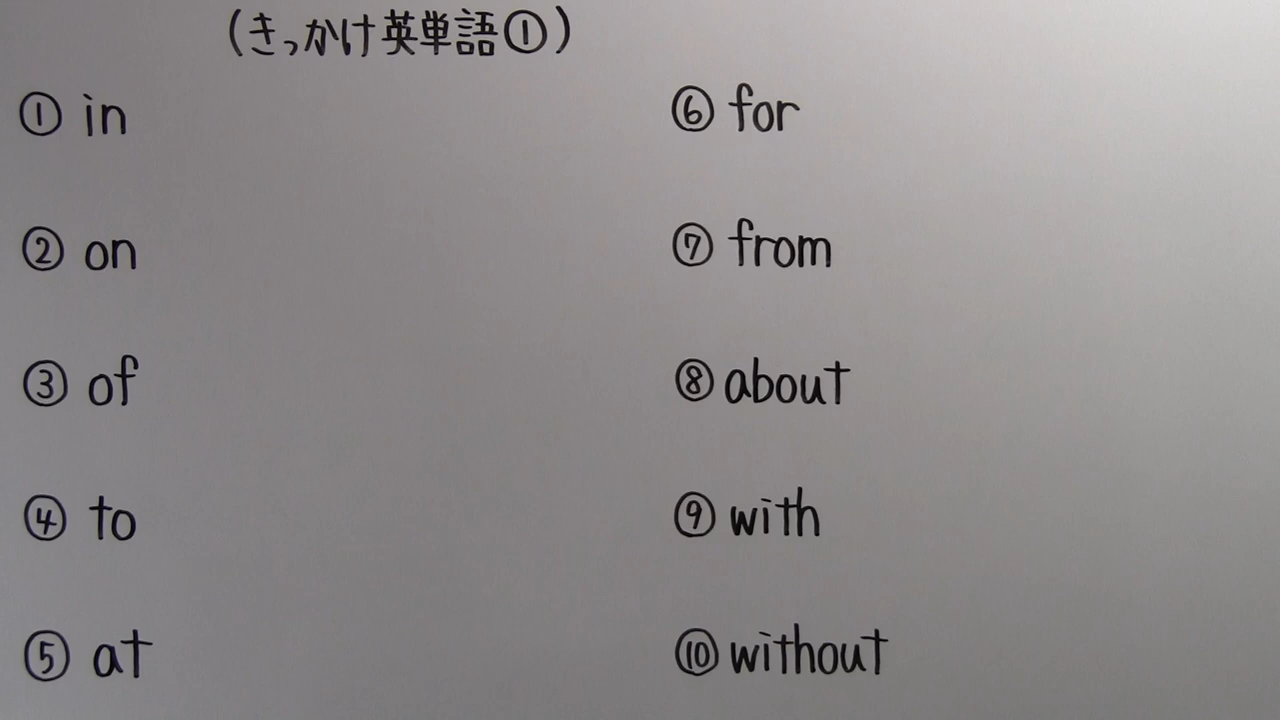 (きっかけ英単語①)
① in
② on
③ of
④ to
⑤ at
⑥ for
⑦ from
⑧ about
⑨ with
⑩ without